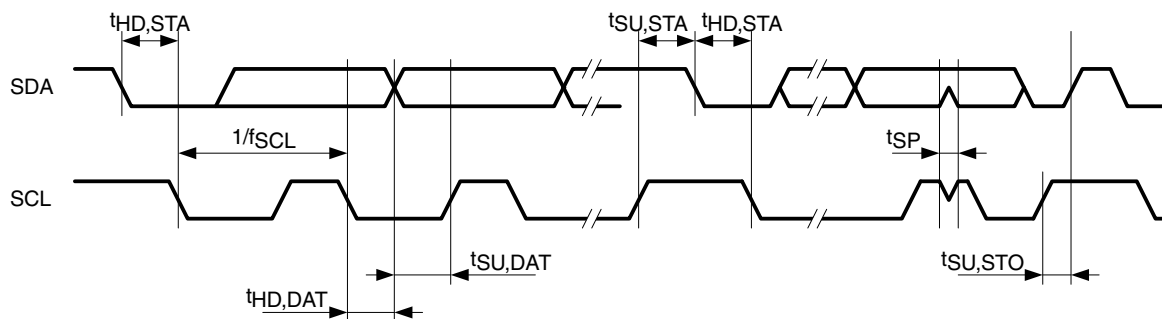 tHD,STA
tSU,STA
tHD,STA
SDA
1/fSCL
tSP
SCL
tSU,DAT
tSU,STO
tHD,DAT